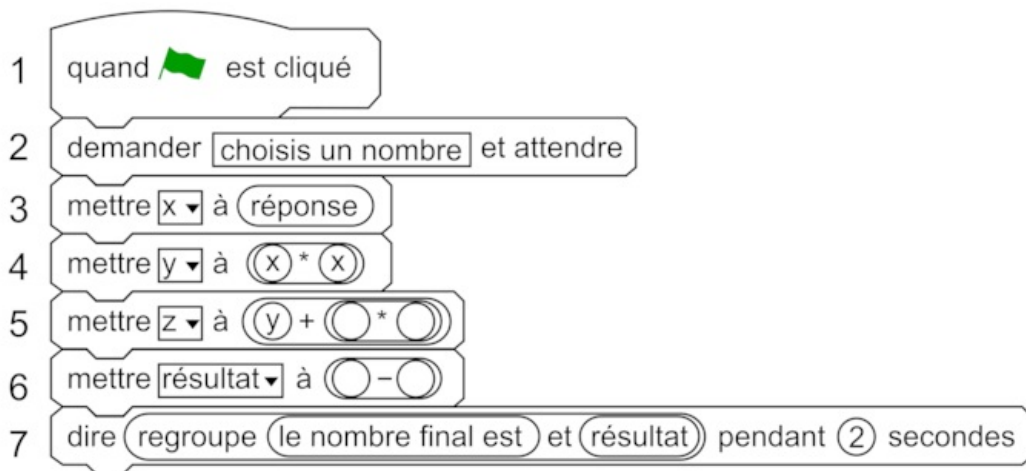 1 quand est cliqué
2 demander choisis un nombre et attendre
3 mettre x à réponse
4 mettre y à x * x
5 mettre z à y + *
6 mettre résultat à -
7 dire regroupe le nombre final est et résultat pendant 2 secondes